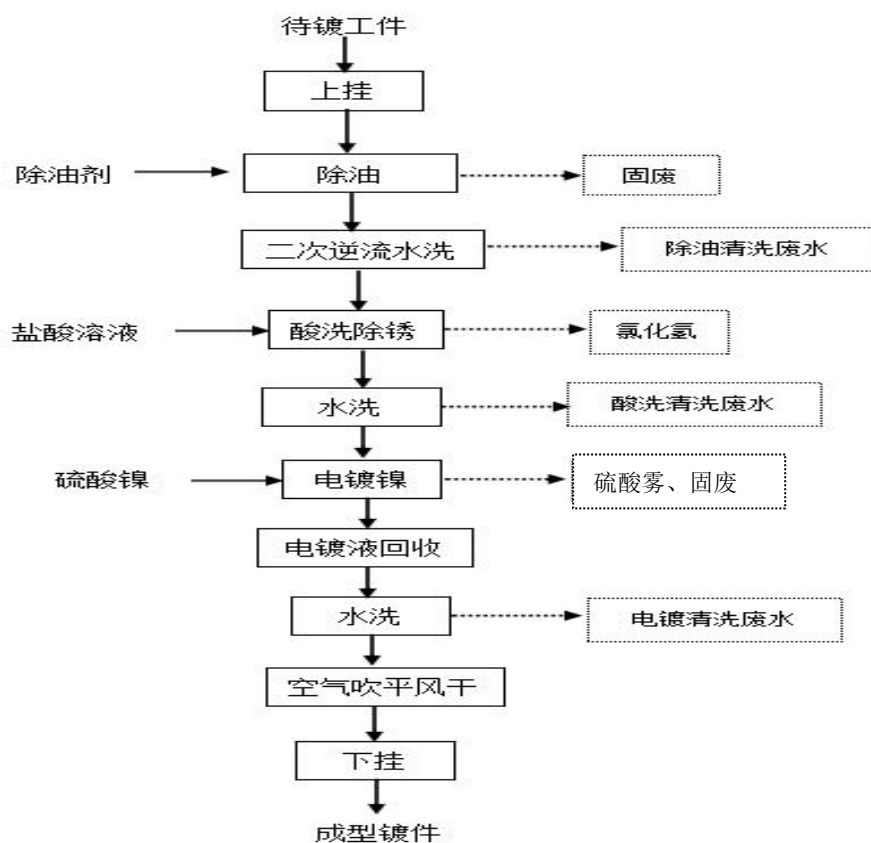 待镀工件
上挂
除油剂
除油
固废
二次逆流水洗
除油清洗废水
盐酸溶液
酸洗除锈
氯化氢
水洗
酸洗清洗废水
硫酸镍
电镀镍
硫酸雾、固废
电镀液回收
水洗
电镀清洗废水
空气吹平风干
下挂
成型镀件